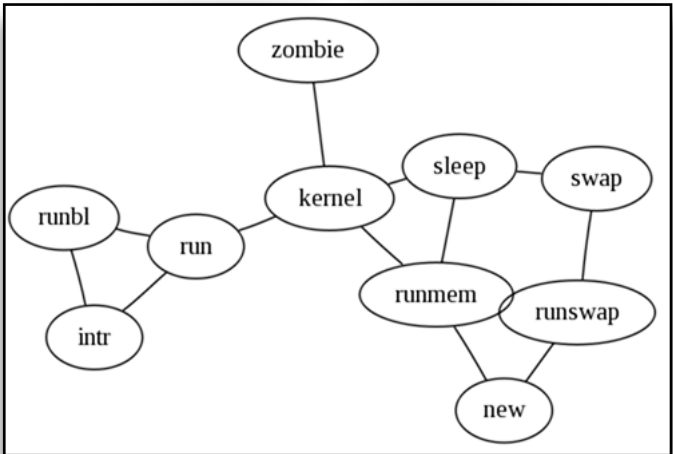 zombie
sleep
swap
kernel
runbl
run
runmem
runswap
intr
new